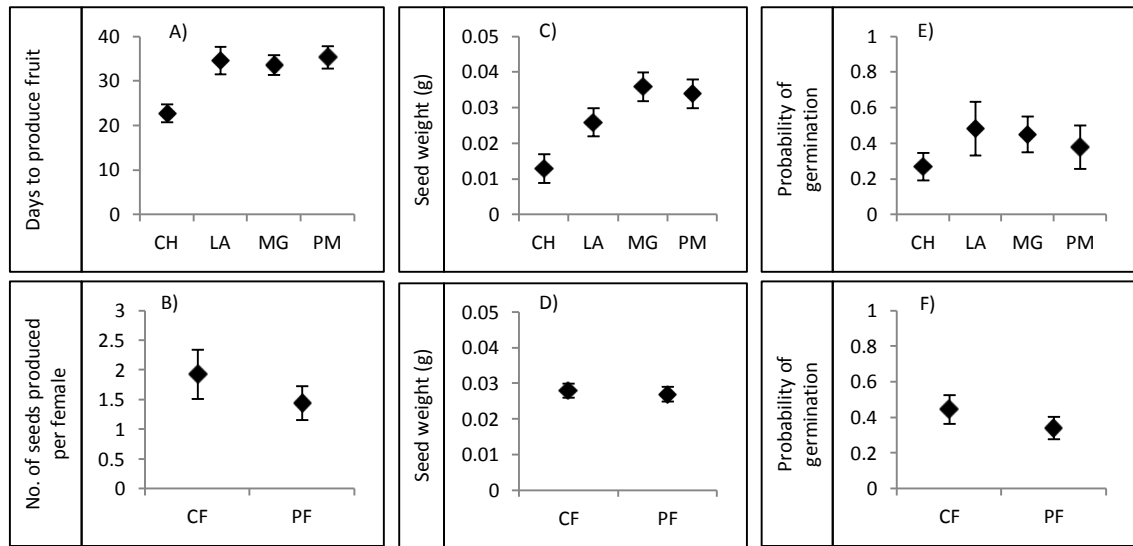 Days to produce fruit
A)
40
30
20
10
0
CH LA MG PM
Seed weight (g)
C)
0.05
0.04
0.03
0.02
0.01
0
CH LA MG PM
Probability of
germination
E)
1
0.8
0.6
0.4
0.2
0
CH LA MG PM
No. of seeds produced
per female
B)
3
2.5
2
1.5
1
0.5
0
CF PF
Seed weight (g)
D)
0.05
0.04
0.03
0.02
0.01
0
CF PF
Probability of
germination
F)
1
0.8
0.6
0.4
0.2
0
CF PF